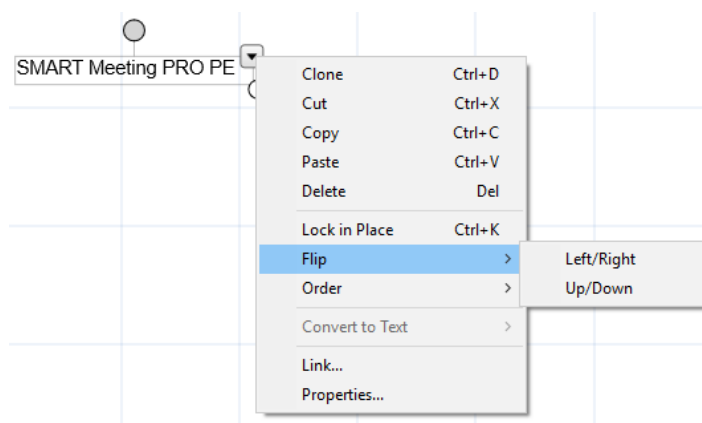 SMART Meeting PRO PE
Clone Ctrl+D
Cut Ctrl+X
Copy Ctrl+C
Paste Ctrl+V
Delete Del
Lock in Place Ctrl+K
Flip
Left/Right
Up/Down
Order
Convert to Text
Link...
Properties...